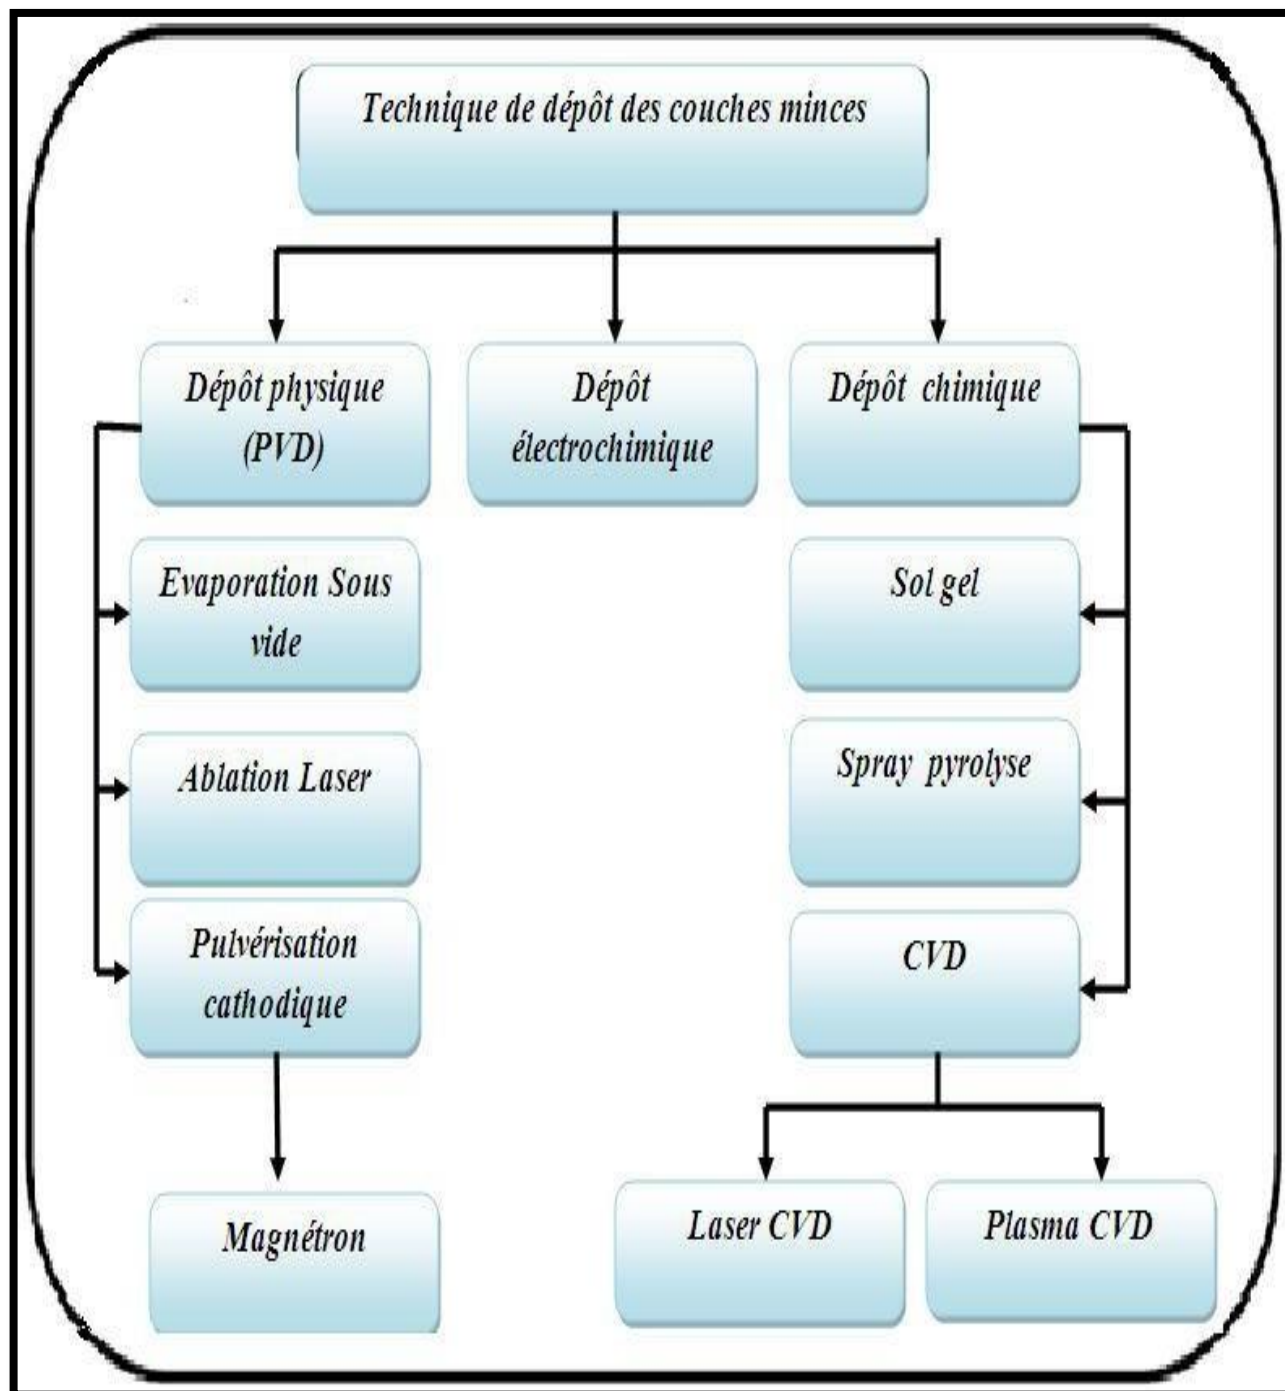 Technique de dépôt des couches minces
Dépôt physique
(PVD)
Dépôt
électrochimique
Dépôt chimique
Evaporation Sous
vide
Sol gel
Ablation Laser
Spray pyrolyse
Pulvérisation
cathodique
CVD
Magnétron
Laser CVD
Plasma CVD